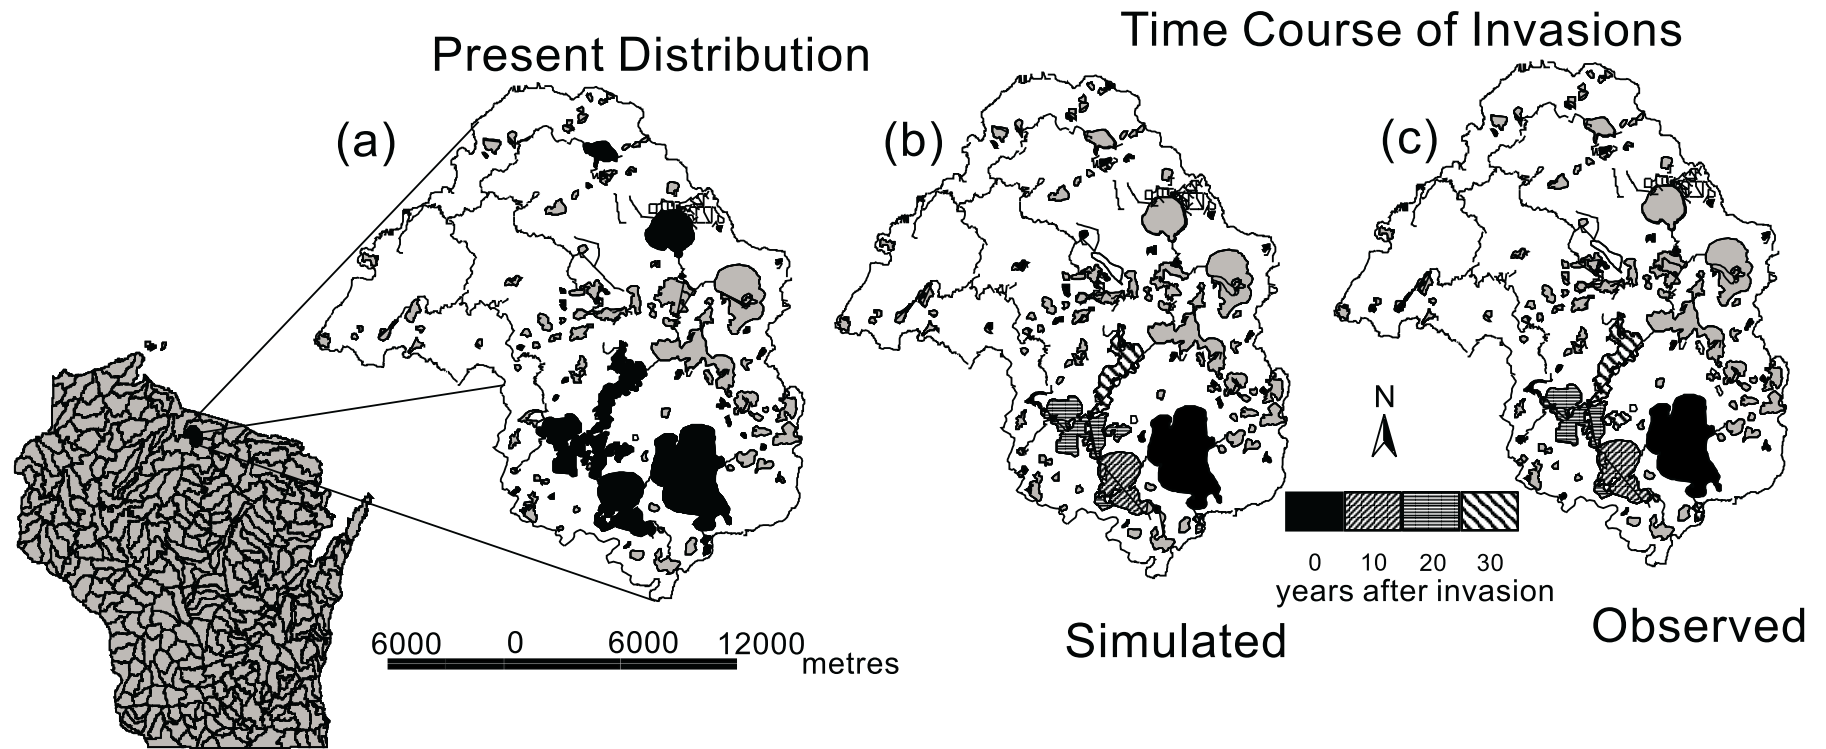 Present Distribution
Time Course of Invasions
(a)
(b)
(c)
N
0 10 20 30
years after invasion
Simulated
Observed
6000 0 6000 12000
metres